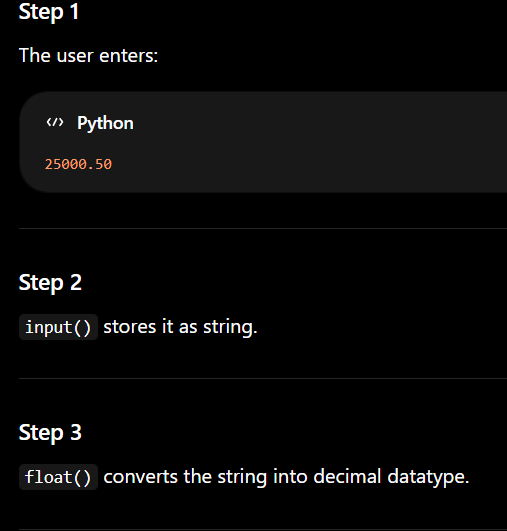 Step 1
The user enters:
</> Python
25000.50
Step 2
input() stores it as string.
Step 3
float() converts the string into decimal datatype.